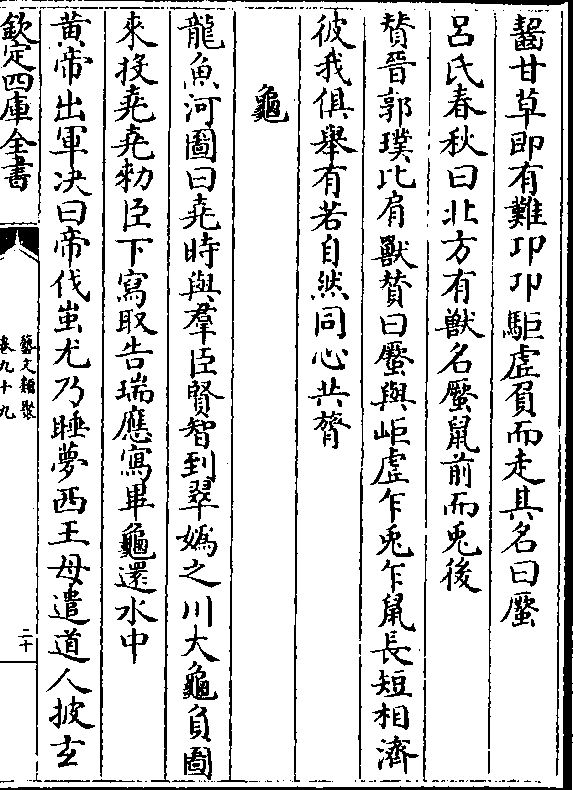 齧甘草即有難卭卭駏虚負而走其名曰蟨
呂氏春秋曰北方有獸名蟨鼠前而兎後
賛晉郭璞比肩獸賛曰蟨與岠虚乍兎乍鼠長短相濟
彼我俱舉有若自然同心共膂
龜
龍魚河圖曰堯時與羣臣賢智到翠嬀之川大龜負圖
來投堯堯勑臣下寫取告瑞應寫畢龜還水中
黄帝出軍决曰帝伐蚩尤乃睡夢西王母遣道人披𤣥
欽定四庫全書
藝文類聚
卷九十九
二十